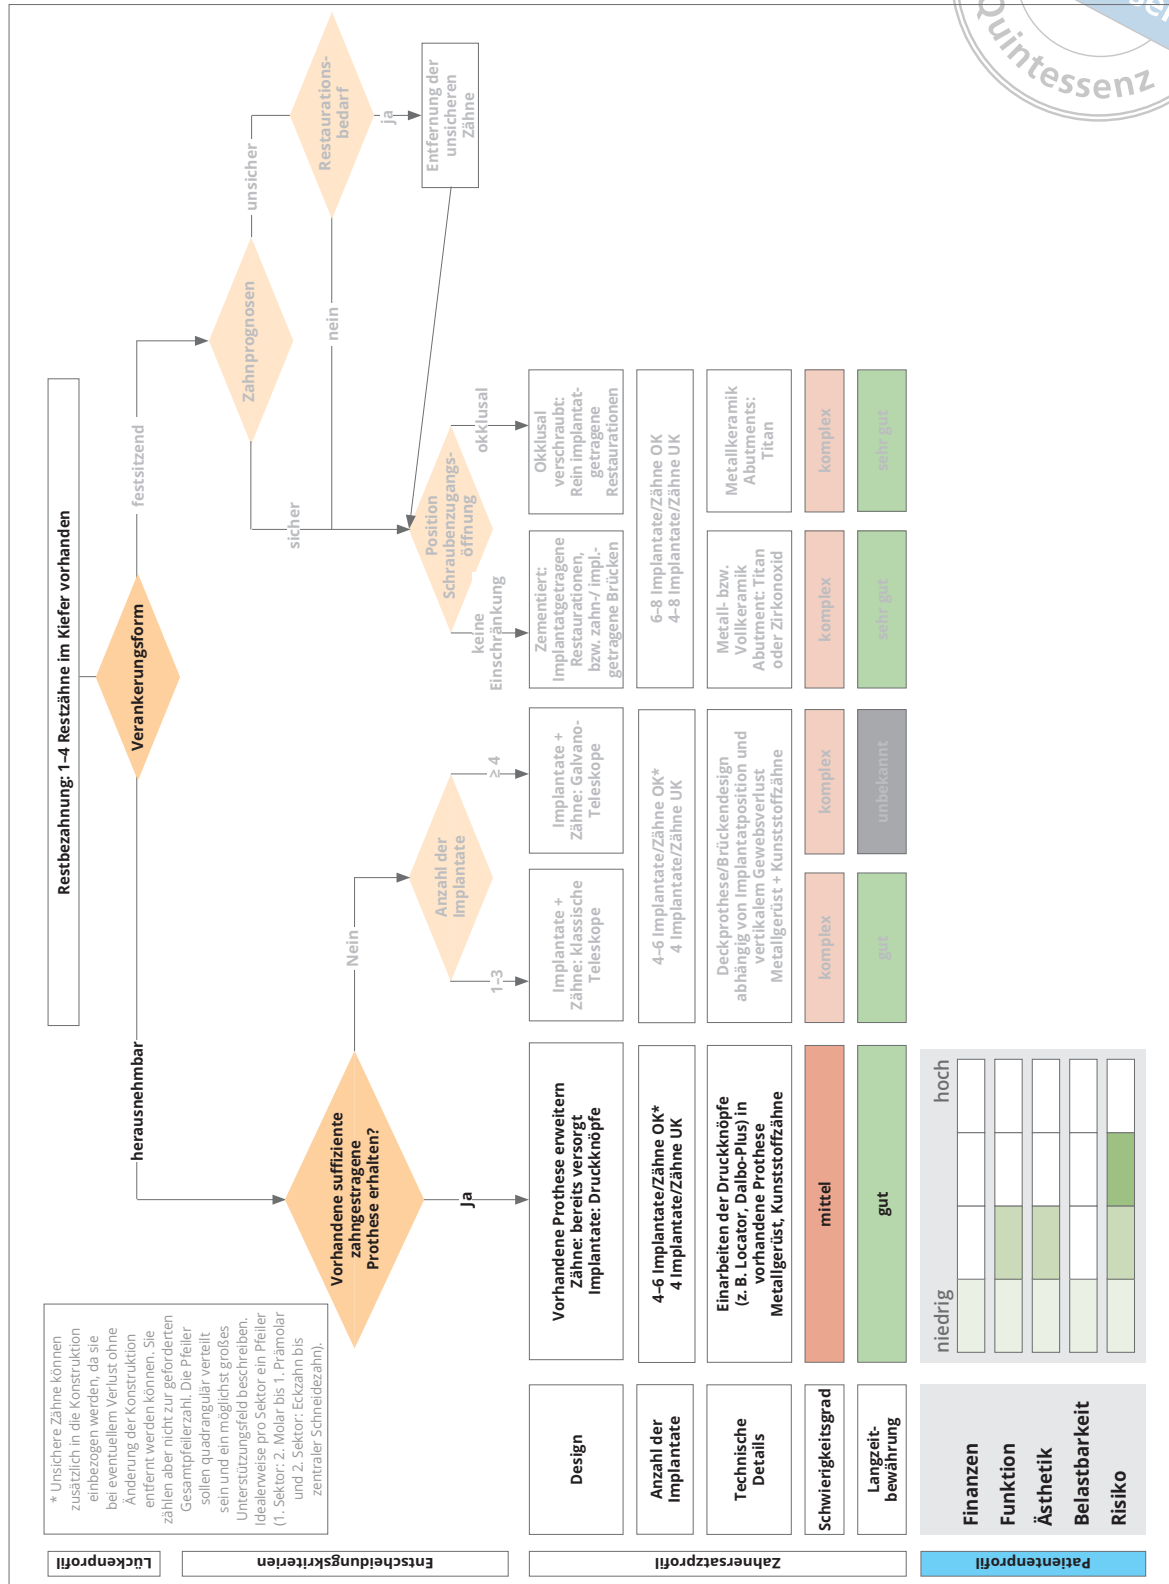 Restbezahnung: 1–4 Restzähne im Kiefer vorhanden
Verankerungsform
herausnehmbar
festsitzend
Vorhandene suffiziente
zahngestragene
Prothese erhalten?
Nein
Ja
Anzahl der
Implantate
1–3
≥ 4
Zahnprognosen
sicher
unsicher
Restaurations-
bedarf
nein
ja
Entfernung der
unsicheren
Zähne
Position
Schraubenzugangs-
öffnung
keine
Einschränkung
okklusal
* Unsichere Zähne können
zusätzlich in die Konstruktion
einbezogen werden, da sie
bei eventuellem Verlust ohne
Änderung der Konstruktion
entfernt werden können. Sie
zählen aber nicht zur geforderten
Gesamtpfeilerzahl. Die Pfeiler
sollen quadrangulär verteilt
sein und ein möglichst großes
Unterstützungsfeld beschreiben.
Idealerweise pro Sektor ein Pfeiler
(1. Sektor: 2. Molar bis 1. Prämolar
und 2. Sektor: Eckzahn bis
zentraler Schneidezahn).
Design
Vorhandene Prothese erweitern
Zähne: bereits versorgt
Implantate: Druckknöpfe
Implantate +
Zähne: klassische
Teleskope
Implantate +
Zähne: Galvano-
Teleskope
Zementiert:
Implantatgetragene
Restaurationen,
bzw. zahn-/ impl.-
getragene Brücken
Okklusal
verschraubt:
Rein implantat-
getragene
Restaurationen
Anzahl der
Implantate
4–6 Implantate/Zähne OK*
4 Implantate/Zähne UK
4–6 Implantate/Zähne OK*
4 Implantate/Zähne UK
6–8 Implantate/Zähne OK
4–8 Implantate/Zähne UK
Technische
Details
Einarbeiten der Druckknöpfe
(z. B. Locator, Dalbo-Plus) in
vorhandene Prothese
Metallgerüst, Kunststoffzähne
Deckprothese/Brückendesign
abhängig von Implantatposition und
vertikalem Gewebsverlust
Metallgerüst + Kunststoffzähne
Metall- bzw.
Vollkeramik
Abutment: Titan
oder Zirkonoxid
Metallkeramik
Abutments:
Titan
Schwierigkeitsgrad
mittel
komplex
komplex
komplex
komplex
Langzeit-
bewährung
gut
gut
unbekannt
sehr gut
sehr gut
niedrig
hoch
Finanzen
Funktion
Ästhetik
Belastbarkeit
Risiko
Lückenprofil
Entscheidungskriterien
Zahnersatzprofil
Patientenprofil
Quintessenz